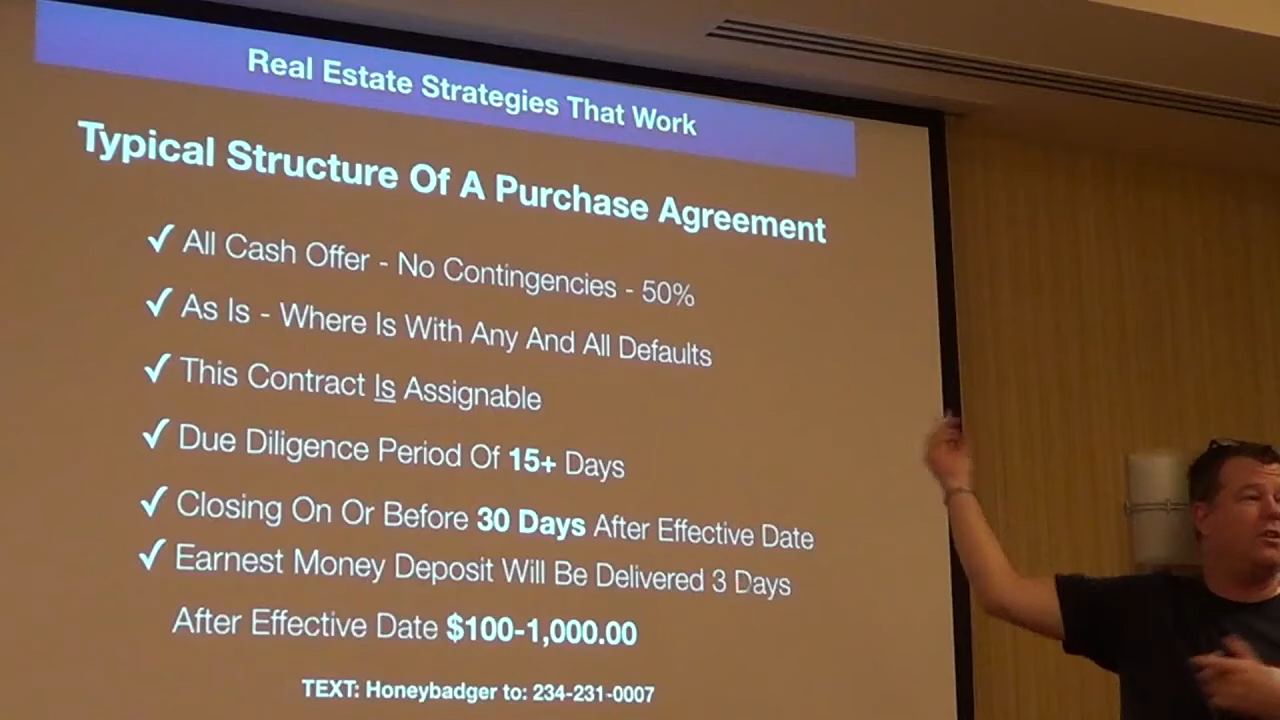 Real Estate Strategies That Work
Typical Structure Of A Purchase Agreement
✓ All Cash Offer - No Contingencies - 50%
✓ As Is - Where Is With Any And All Defaults
✓ This Contract Is Assignable
✓ Due Diligence Period Of 15+ Days
✓ Closing On Or Before 30 Days After Effective Date
✓ Earnest Money Deposit Will Be Delivered 3 Days
After Effective Date $100-1,000.00
TEXT: Honeybadger to: 234-231-0007